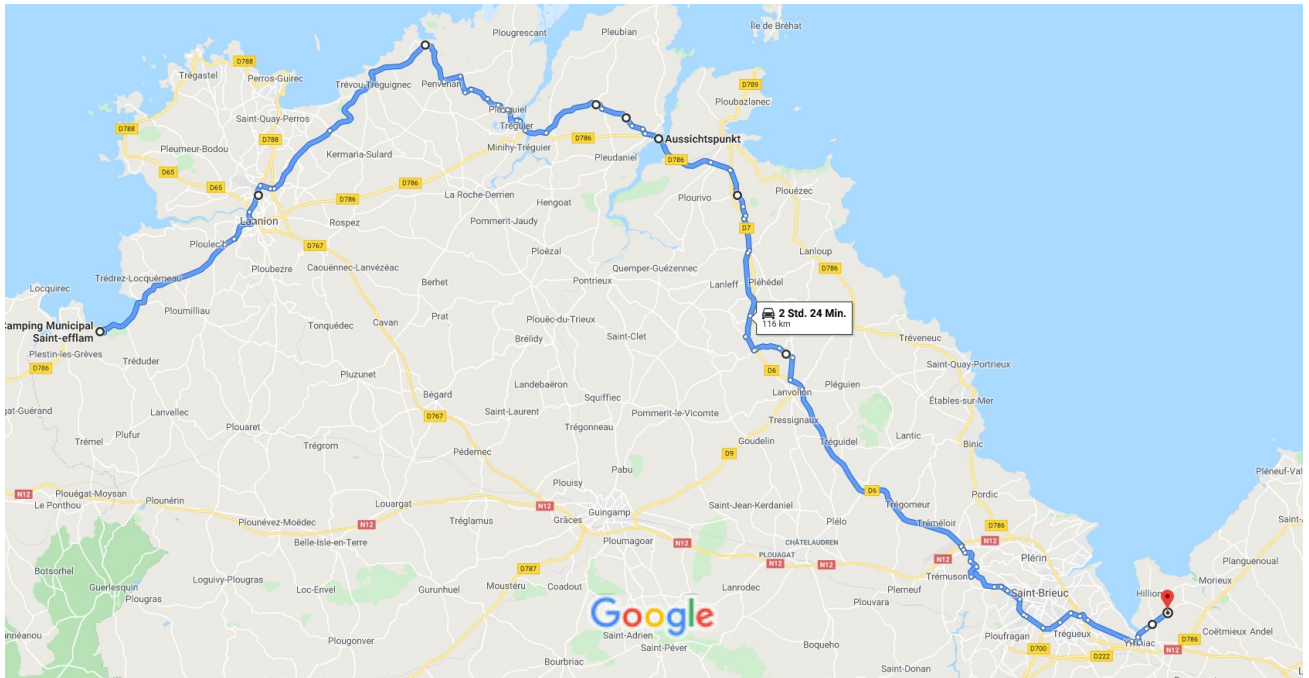 Plougrescant
Pleubian
Île de Bréhat
D788
Trégastel
Perros-Guirec
Trévou-Tréguignec
Penvénan
D789
Ploubazlanec
Saint-Quay-Perros
Plouguiel
Tréguier
D788
Pleumeur-Bodou
D788
Kermaria-Sulard
Minihy-Tréguier
D786
Aussichtspunkt
Pleudaniel
D786
D65
D65
D786
D786
La Roche-Derrien
Hengoat
Plourivo
Plouézec
Lannion
Rospez
Pommerit-Jaudy
D7
Ploulec'h
D767
Ploëzal
Lanloup
Ploubezre
Caouënnec-Lanvézéac
Quemper-Guézennec
D786
Trédrez-Locquémeau
Berhet
Pontrieux
Lanleff
Pléhédel
Locquirec
Ploumilliau
2 Std. 24 Min.
116 km
Camping Municipal
Saint-efflam
Tonquédec
Cavan
Prat
Plouëc-du-Trieux
Brélidy
Saint-Clet
Tréveneuc
Plestin-les-Grèves
Tréduder
D786
Pluzunet
D6
Saint-Quay-Portrieux
Landebaëron
Lanvollon
Pléguien
Bégard
Squiffiec
Étables-sur-Mer
Lanvellec
Saint-Laurent
Pommerit-le-Vicomte
D767
Tressignaux
Plouaret
Trégonneau
Plufur
Trémel
Trégrom
Goudelin
Tréguidel
Lantic
Binic
Pédernec
D9
Pabu
Pléneuf-Val
Plouisy
D6
N12
Plouégat-Moysan
Plounérin
Louargat
N12
Saint-Jean-Kerdaniel
Trégomeur
Pordic
Le Ponthou
Guingamp
Plounévez-Moëdec
Tréglamus
Grâces
Plélo
Tréméloir
D786
N12
Belle-Isle-en-Terre
Ploumagoar
N12
CHÂTELAUDREN
N12
PLOUAGAT
N12
N12
Plérin
Planguenoul
Botsorhel
D787
Trémuson
Loguivy-Plougras
Loc-Envel
Gurunhuel
Moustéru
Coadout
Lanrodec
Plerneuf
Saint-Brieuc
Hillion
Morieux
Guerlesquin
Plougras
Plouvara
Google
Ploufragan
Trégueux
Yffiniac
D786
Coëtmieux
Andel
Plougonver
Saint-Adrien
Saint-Péver
Boqueho
D700
D222
N12
Bourbriac
Saint-Donan